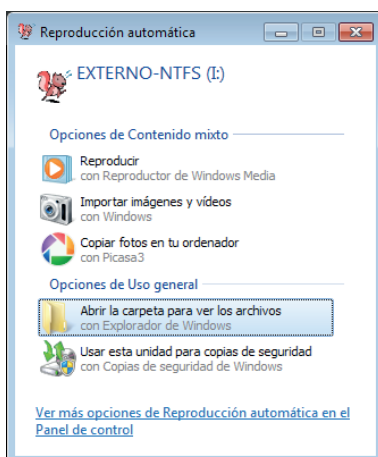 Reproducción automática
EXTERNO-NTFS (I:)
Opciones de Contenido mixto
Reproducir
con Reproductor de Windows Media
Importar imágenes y vídeos
con Windows
Copiar fotos en tu ordenador
con Picasa3
Opciones de Uso general
Abrir la carpeta para ver los archivos
con Explorador de Windows
Usar esta unidad para copias de seguridad
con Copias de seguridad de Windows
Ver más opciones de Reproducción automática en el
Panel de control